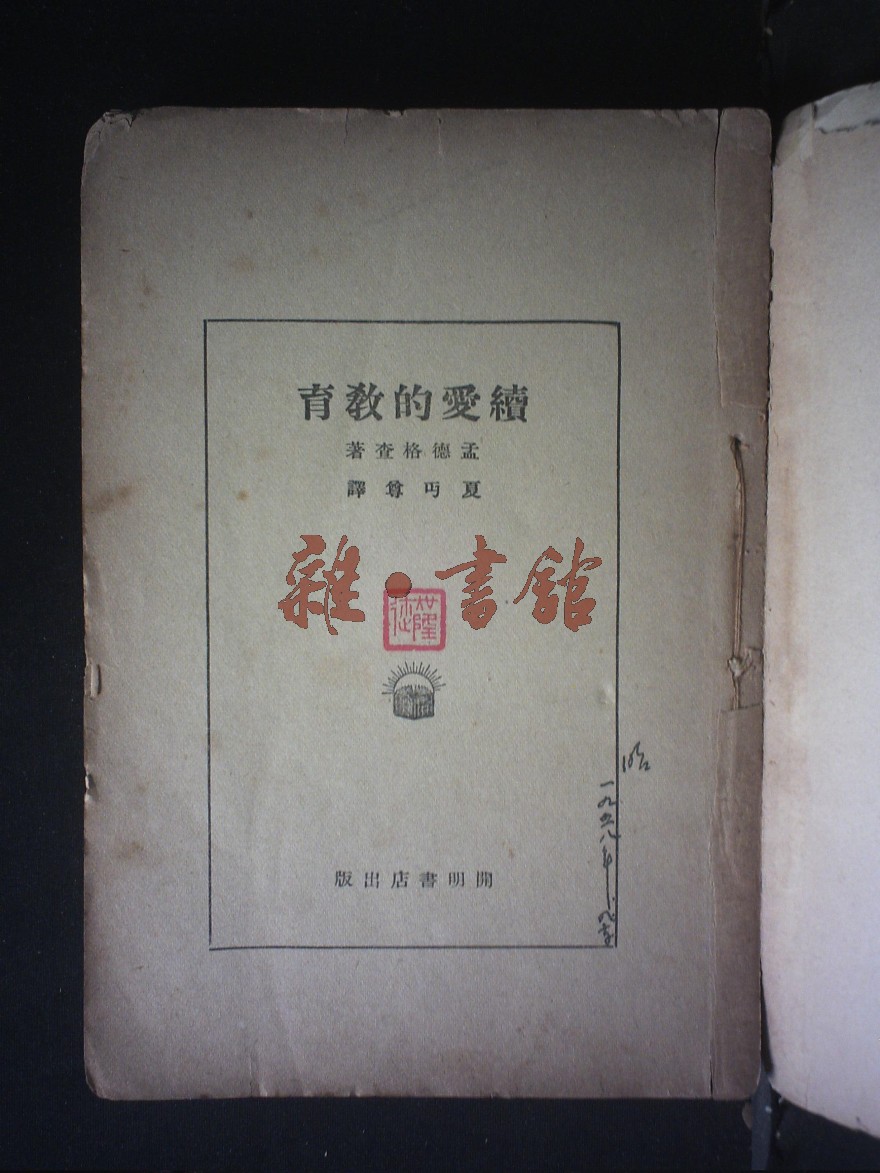 續愛的教育
孟德格查著
夏丏尊譯
雜·書館
開明書店出版